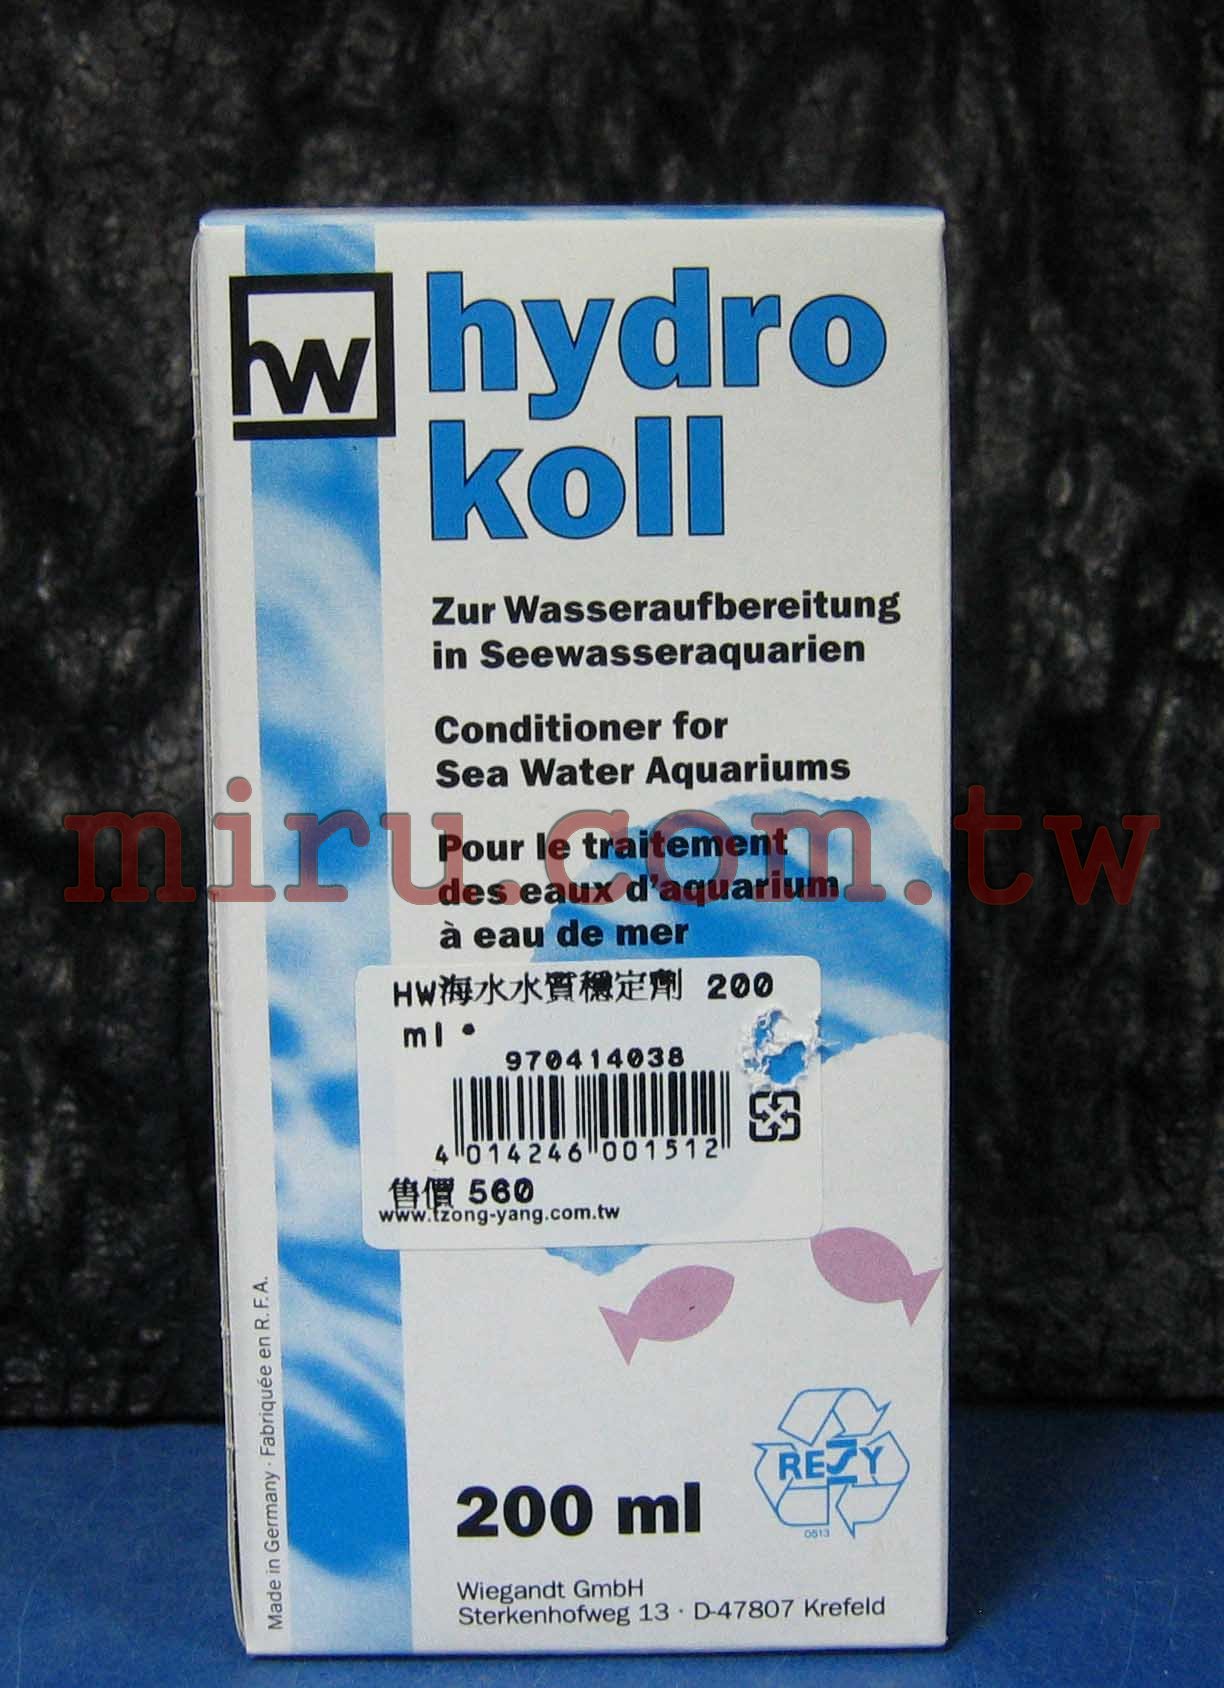 hw
hydro
koll
Zur Wasseraufbereitung
in Seewasseraquarien
Conditioner for
Sea Water Aquariums
miru.com.tw
Pour le traitement
des eaux d'aquarium
à eau de mer
HW海水水質穩定劑 200
ml •
970414038
4 014246 001512
售價 560
www.tzong-yang.com.tw
Made in Germany · Fabriquée en R.F.A.
RESY
0513
200 ml
Wiegandt GmbH
Sterkenhofweg 13 · D-47807 Krefeld